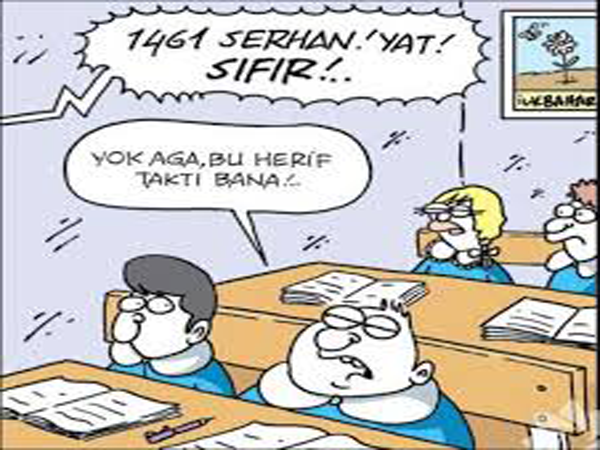 1461 SERHAN.! YAT!
SIFIR!..
İLKBAHAR
YOK AGA, BU HERİF
TAKTI BANA!..